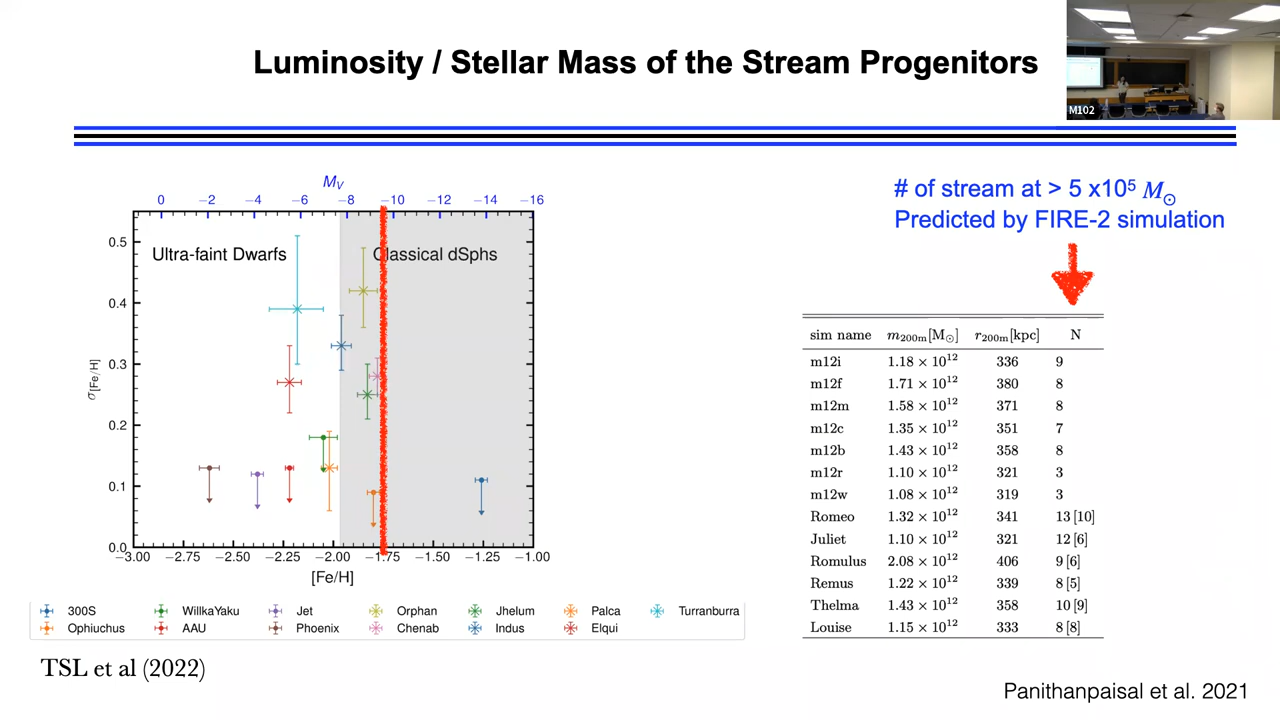 Luminosity / Stellar Mass of the Stream Progenitors
M102
# of stream at > 5 x10⁵ M☉
Predicted by FIRE-2 simulation
M_V
0 −2 −4 −6 −8 −10 −12 −14 −16
Ultra-faint Dwarfs Classical dSphs
σ[Fe/H]
0.5
0.4
0.3
0.2
0.1
0.0
−3.00 −2.75 −2.50 −2.25 −2.00 −1.75 −1.50 −1.25 −1.00
[Fe/H]
300S WillkaYaku Jet Orphan Jhelum Palca Turranburra
Ophiuchus AAU Phoenix Chenab Indus Elqui
TSL et al (2022)
sim name m200m[M☉] r200m[kpc] N
m12i 1.18 × 10¹² 336 9
m12f 1.71 × 10¹² 380 8
m12m 1.58 × 10¹² 371 8
m12c 1.35 × 10¹² 351 7
m12b 1.43 × 10¹² 358 8
m12r 1.10 × 10¹² 321 3
m12w 1.08 × 10¹² 319 3
Romeo 1.32 × 10¹² 341 13 [10]
Juliet 1.10 × 10¹² 321 12 [6]
Romulus 2.08 × 10¹² 406 9 [6]
Remus 1.22 × 10¹² 339 8 [5]
Thelma 1.43 × 10¹² 358 10 [9]
Louise 1.15 × 10¹² 333 8 [8]
Panithanpaisal et al. 2021